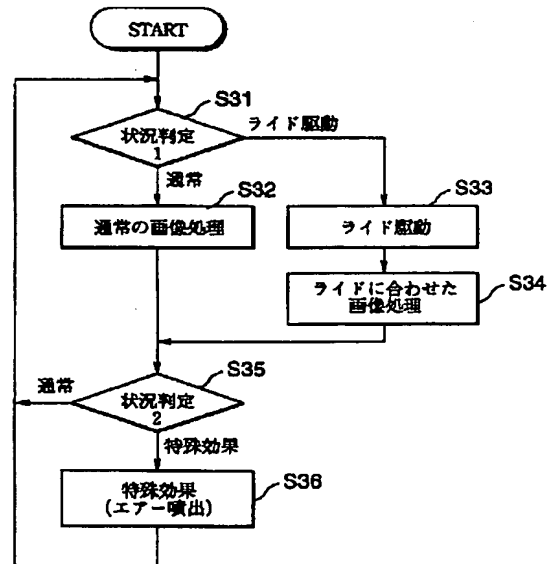 START
S31
状況判定
1
ライド駆動
通常
S32
通常の画像処理
S33
ライド駆動
S34
ライドに合わせた
画像処理
S35
通常
状況判定
2
特殊効果
S36
特殊効果
(エアー噴出)